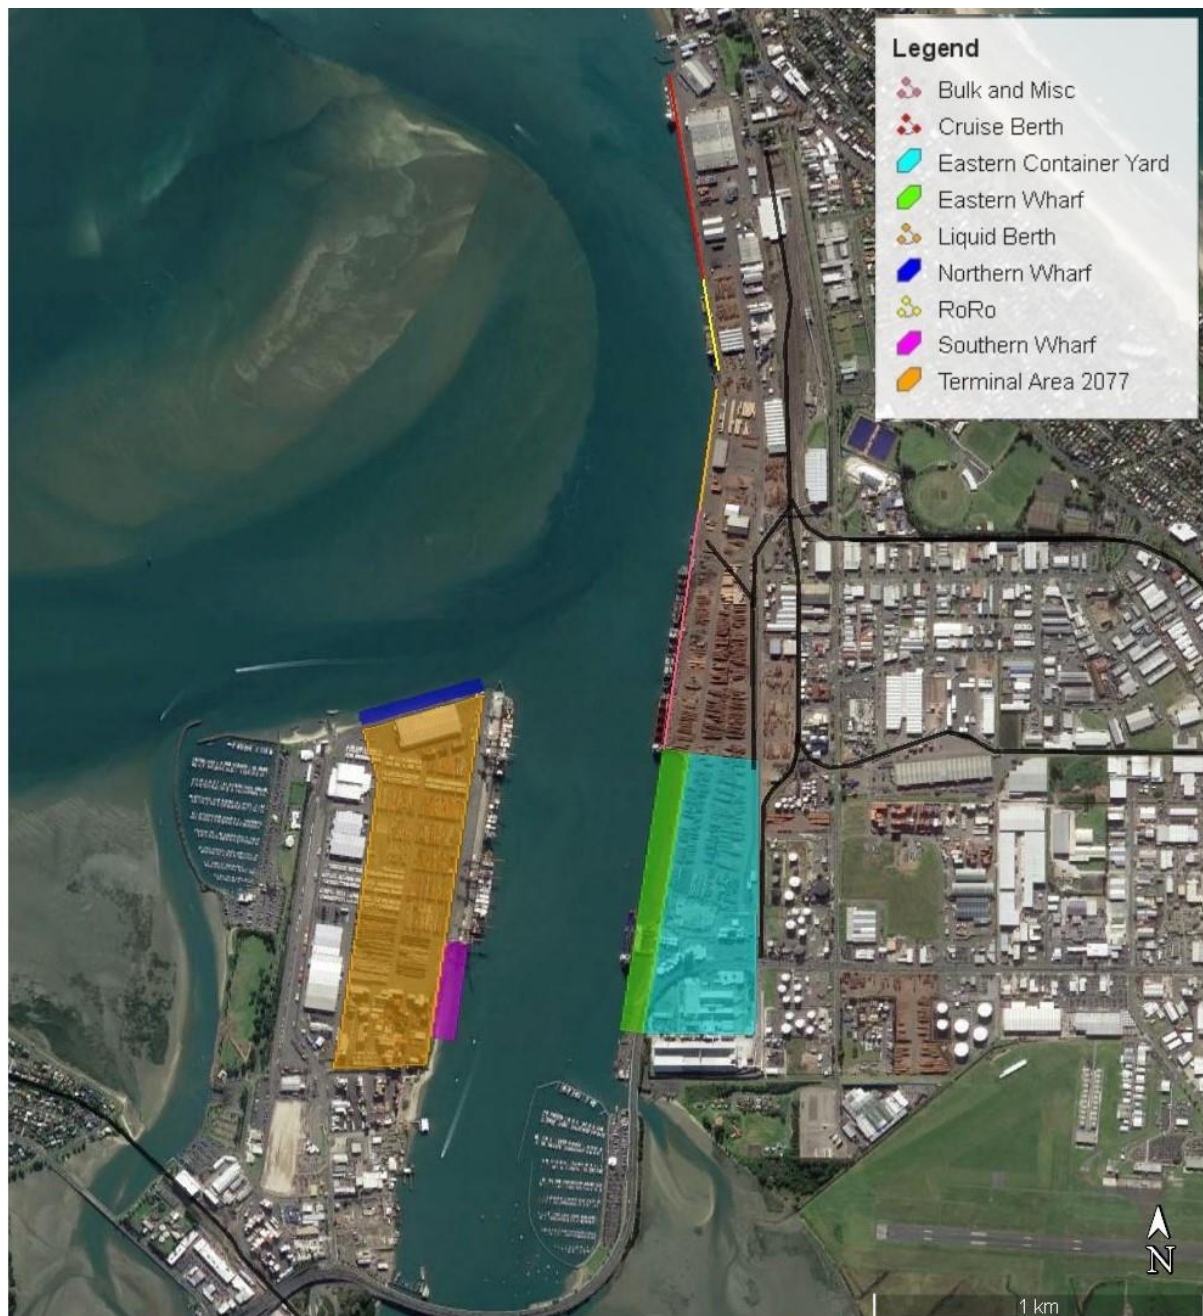 Legend
Bulk and Misc
Cruise Berth
Eastern Container Yard
Eastern Wharf
Liquid Berth
Northern Wharf
RoRo
Southern Wharf
Terminal Area 2077
N
1 km